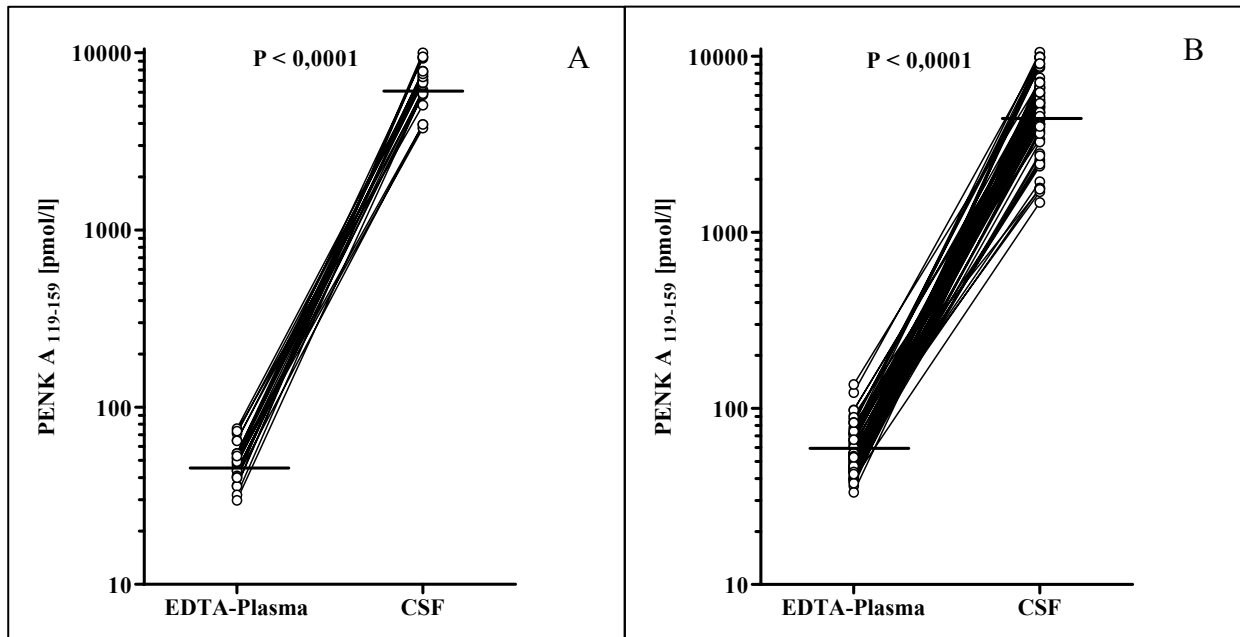 A
P < 0,0001
10000
1000
100
10
PENK A 119-159 [pmol/l]
EDTA-Plasma
CSF
B
P < 0,0001
10000
1000
100
10
PENK A 119-159 [pmol/l]
EDTA-Plasma
CSF